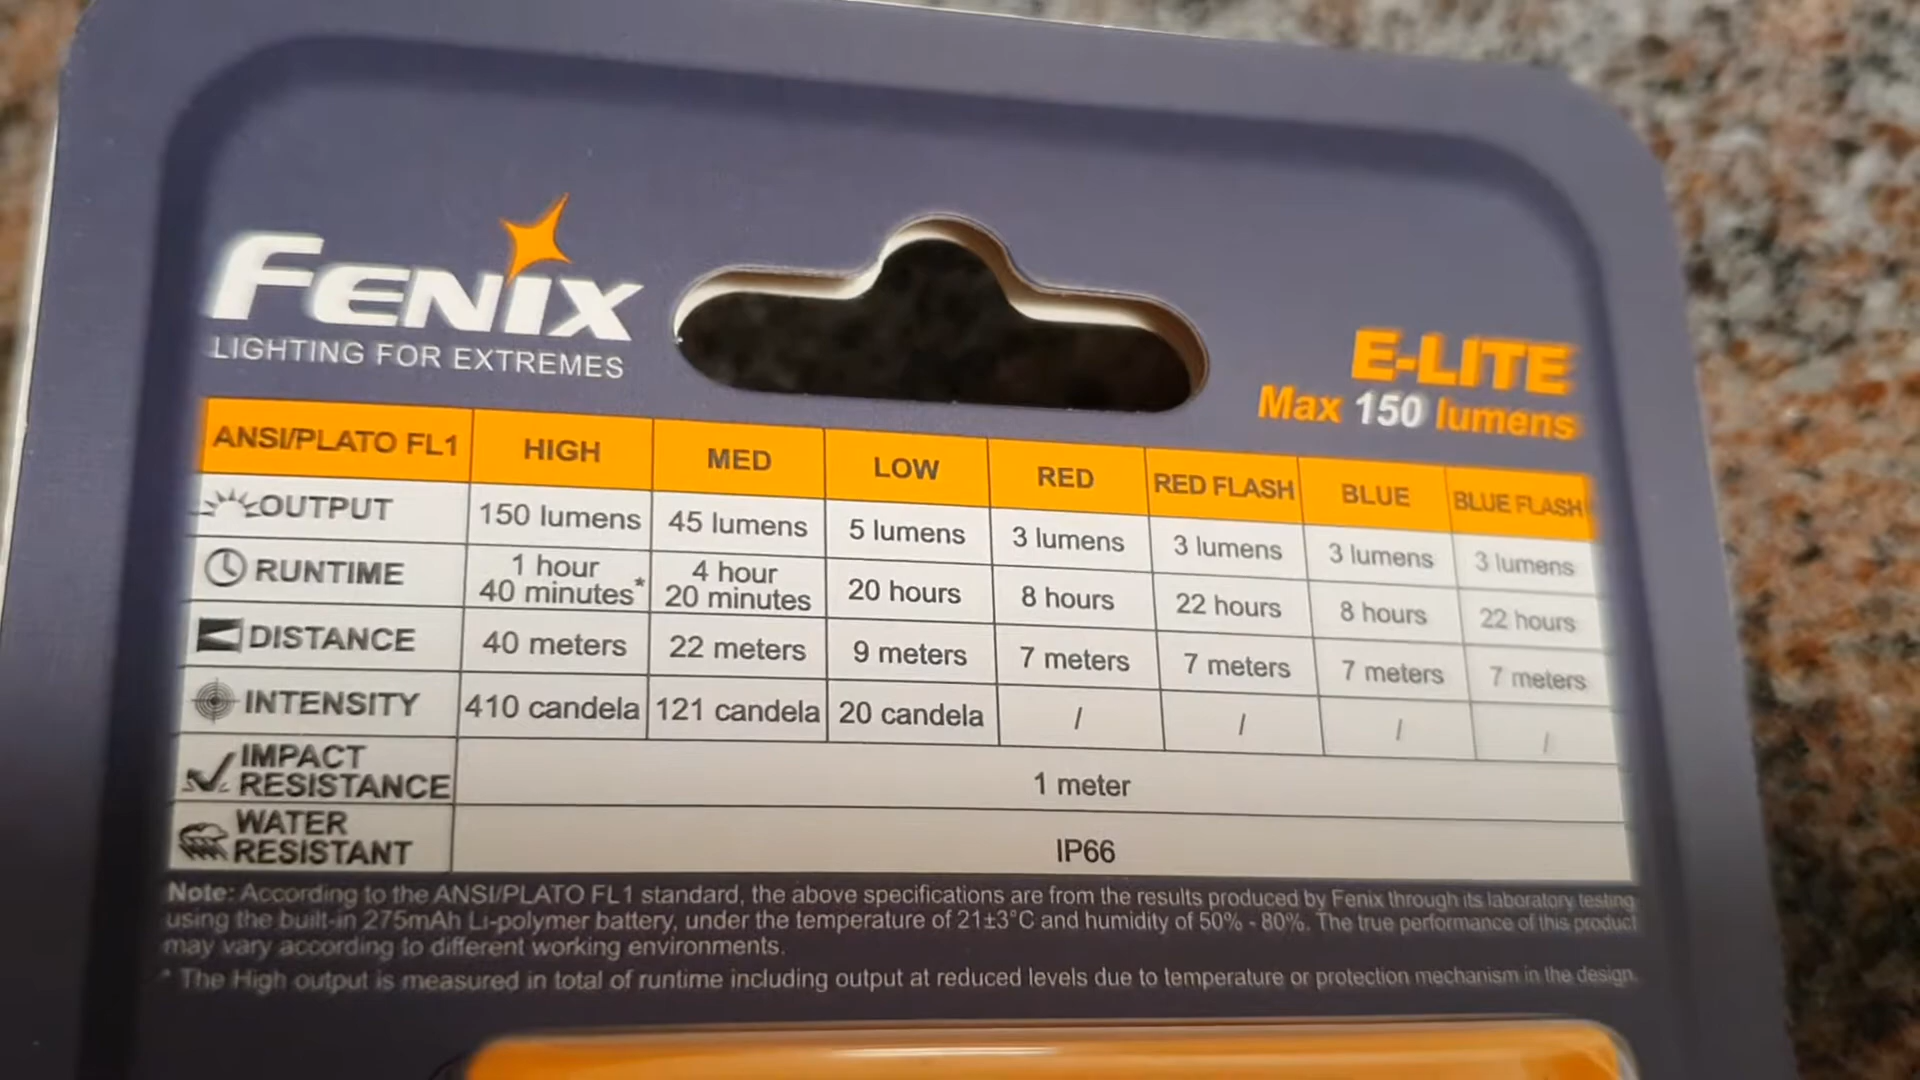 FENIX
LIGHTING FOR EXTREMES
E-LITE
Max 150 lumens
ANSI/PLATO FL1 HIGH MED LOW RED RED FLASH BLUE BLUE FLASH
OUTPUT 150 lumens 45 lumens 5 lumens 3 lumens 3 lumens 3 lumens 3 lumens
RUNTIME 1 hour 40 minutes* 4 hour 20 minutes 20 hours 8 hours 22 hours 8 hours 22 hours
DISTANCE 40 meters 22 meters 9 meters 7 meters 7 meters 7 meters 7 meters
INTENSITY 410 candela 121 candela 20 candela / / / /
IMPACT RESISTANCE 1 meter
WATER RESISTANT IP66
Note: According to the ANSI/PLATO FL1 standard, the above specifications are from the results produced by Fenix through its laboratory testing
using the built-in 275mAh Li-polymer battery, under the temperature of 21±3°C and humidity of 50% - 80%. The true performance of this product
may vary according to different working environments.
* The High output is measured in total of runtime including output at reduced levels due to temperature or protection mechanism in the design.